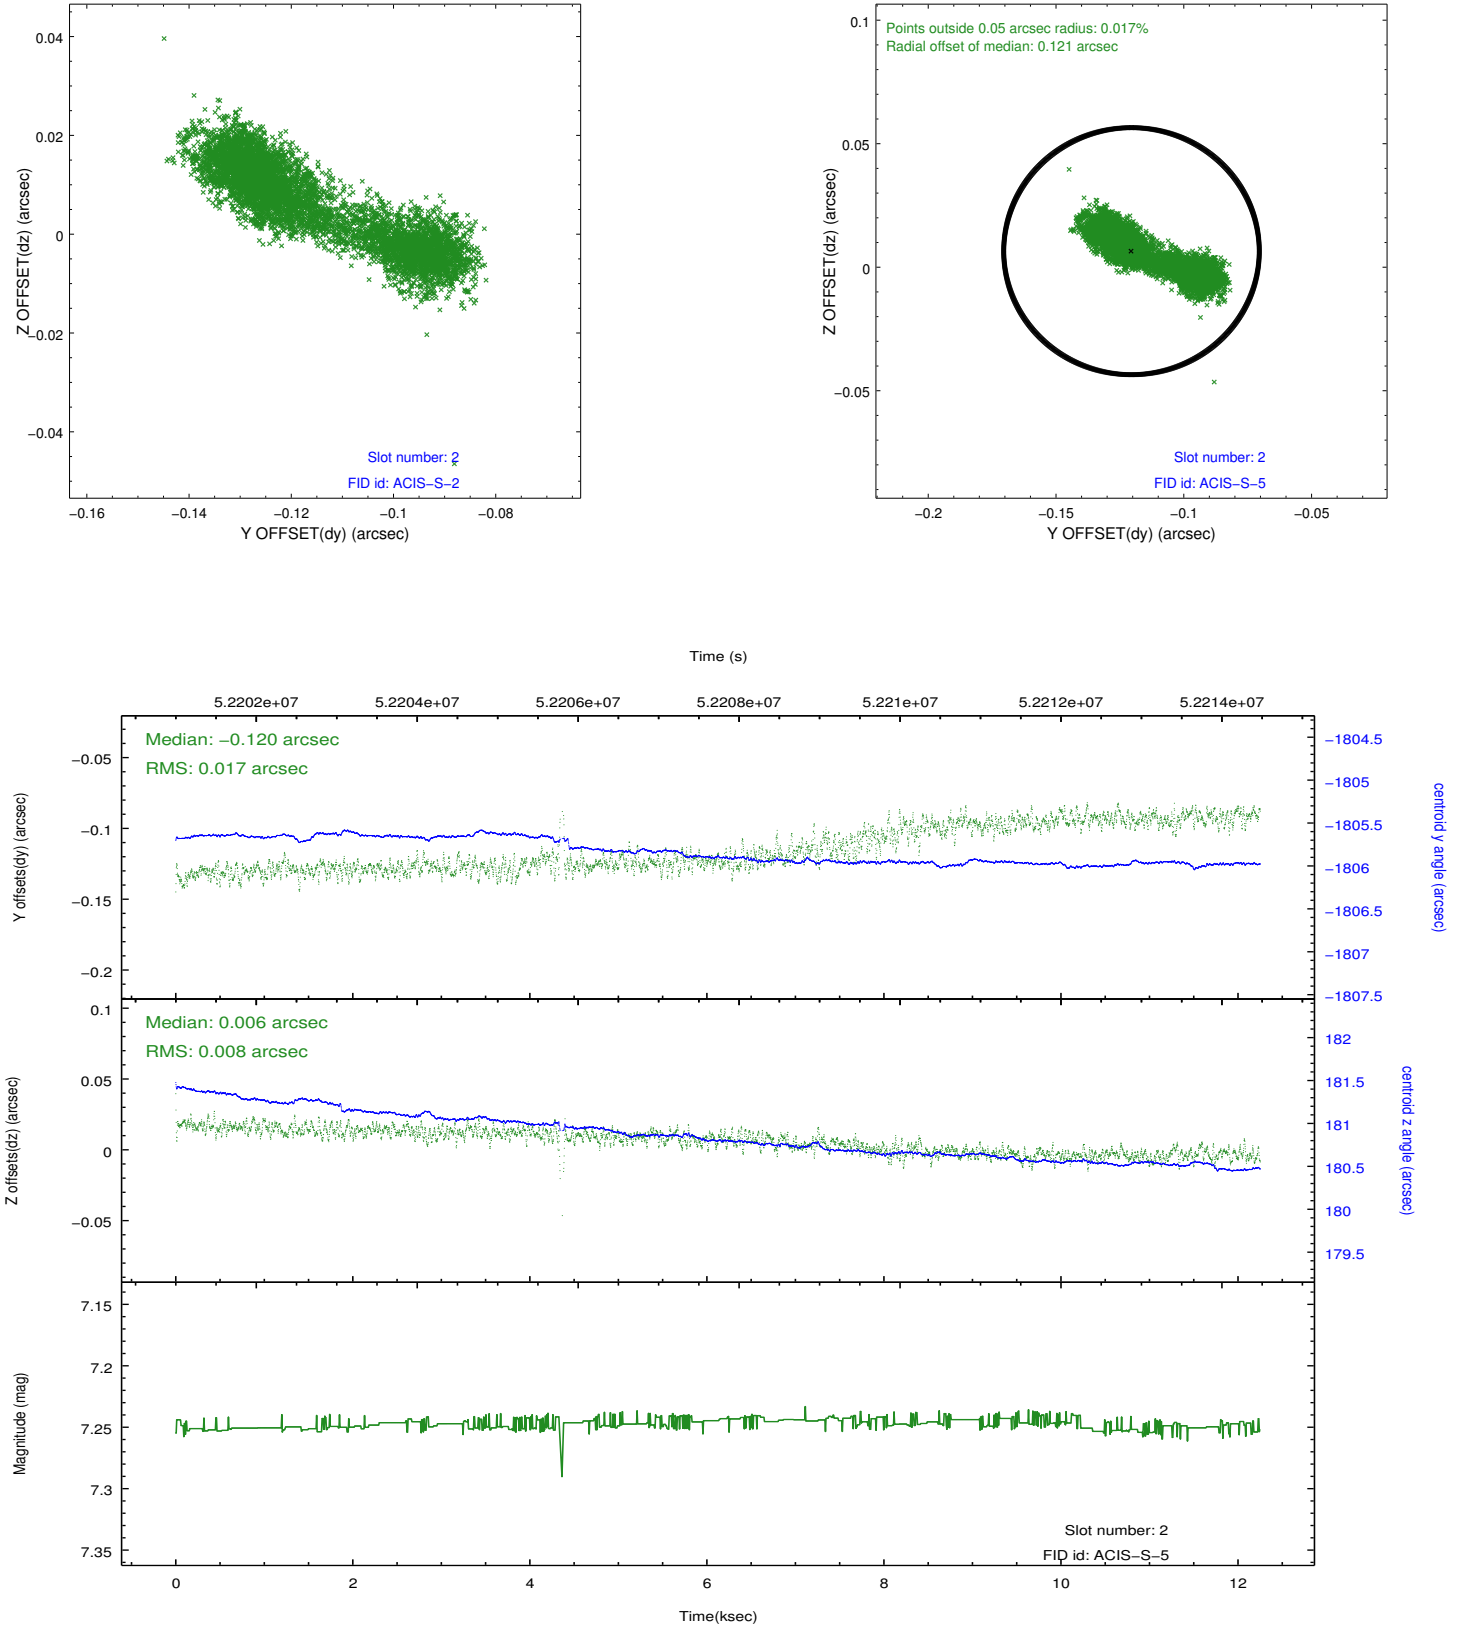 0.04
0.02
0
−0.02
−0.04
Z OFFSET(dz) (arcsec)
Slot number: 2
FID id: ACIS−S−2
−0.16
−0.14
−0.12
−0.1
−0.08
Y OFFSET(dy) (arcsec)
0.1
0.05
0
−0.05
Z OFFSET(dz) (arcsec)
Points outside 0.05 arcsec radius: 0.017%
Radial offset of median: 0.121 arcsec
Slot number: 2
FID id: ACIS−S−5
−0.2
−0.15
−0.1
−0.05
Y OFFSET(dy) (arcsec)
Time (s)
5.2202e+07
5.2204e+07
5.2206e+07
5.2208e+07
5.221e+07
5.2212e+07
5.2214e+07
Median: −0.120 arcsec
RMS: 0.017 arcsec
−0.05
−0.1
−0.15
−0.2
Y offsets(dy) (arcsec)
−1804.5
−1805
−1805.5
−1806
−1806.5
−1807
−1807.5
centroid y angle (arcsec)
Median: 0.006 arcsec
RMS: 0.008 arcsec
0.1
0.05
0
−0.05
Z offsets(dz) (arcsec)
182
181.5
181
180.5
180
179.5
centroid z angle (arcsec)
7.15
7.2
7.25
7.3
7.35
Magnitude (mag)
Slot number: 2
FID id: ACIS−S−5
0
2
4
6
8
10
12
Time(ksec)